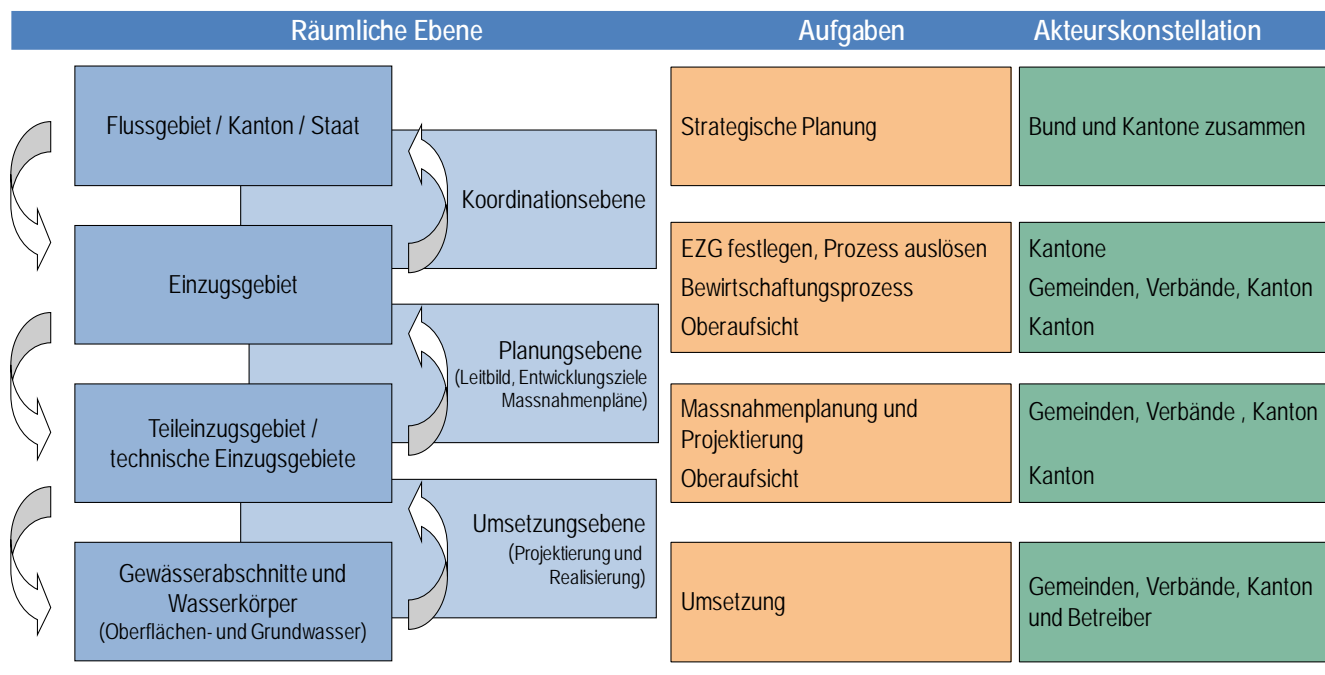 Räumliche Ebene
Aufgaben
Akteurskonstellation
Flussgebiet / Kanton / Staat
Strategische Planung
Bund und Kantone zusammen
Koordinationsebene
Einzugsgebiet
EZG festlegen, Prozess auslösen
Kantone
Bewirtschaftungsprozess
Gemeinden, Verbände, Kanton
Oberaufsicht
Kanton
Planungsebene
(Leitbild, Entwicklungsziele
Massnahmenpläne)
Teileinzugsgebiet /
technische Einzugsgebiete
Massnahmenplanung und
Projektierung
Gemeinden, Verbände , Kanton
Oberaufsicht
Kanton
Umsetzungsebene
(Projektierung und
Realisierung)
Gewässerabschnitte und
Wasserkörper
(Oberflächen- und Grundwasser)
Umsetzung
Gemeinden, Verbände, Kanton
und Betreiber